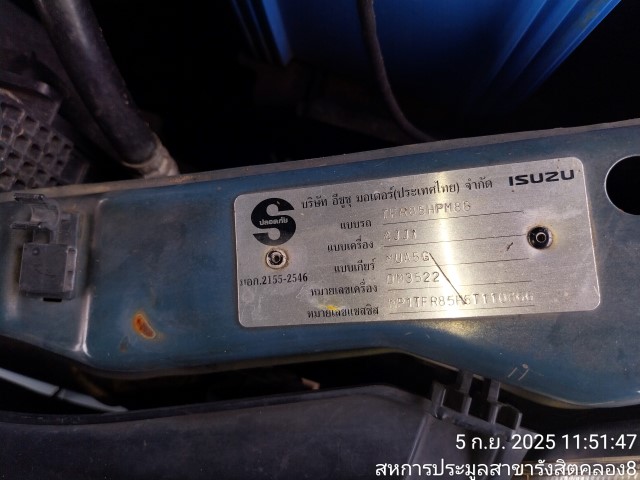 บริษัท อีซูซุ มอเตอร์(ประเทศไทย) จำกัด ISUZU
S
ปลอดภัย
แบบรถ
แบบเครื่อง 4JJ1
แบบเกียร์ MUA5G
มอก.2155-2546
หมายเลขเครื่อง
หมายเลขแชสซิส
5 ก.ย. 2025 11:51:47
สหการประมูลสาขารังสิตคลอง8